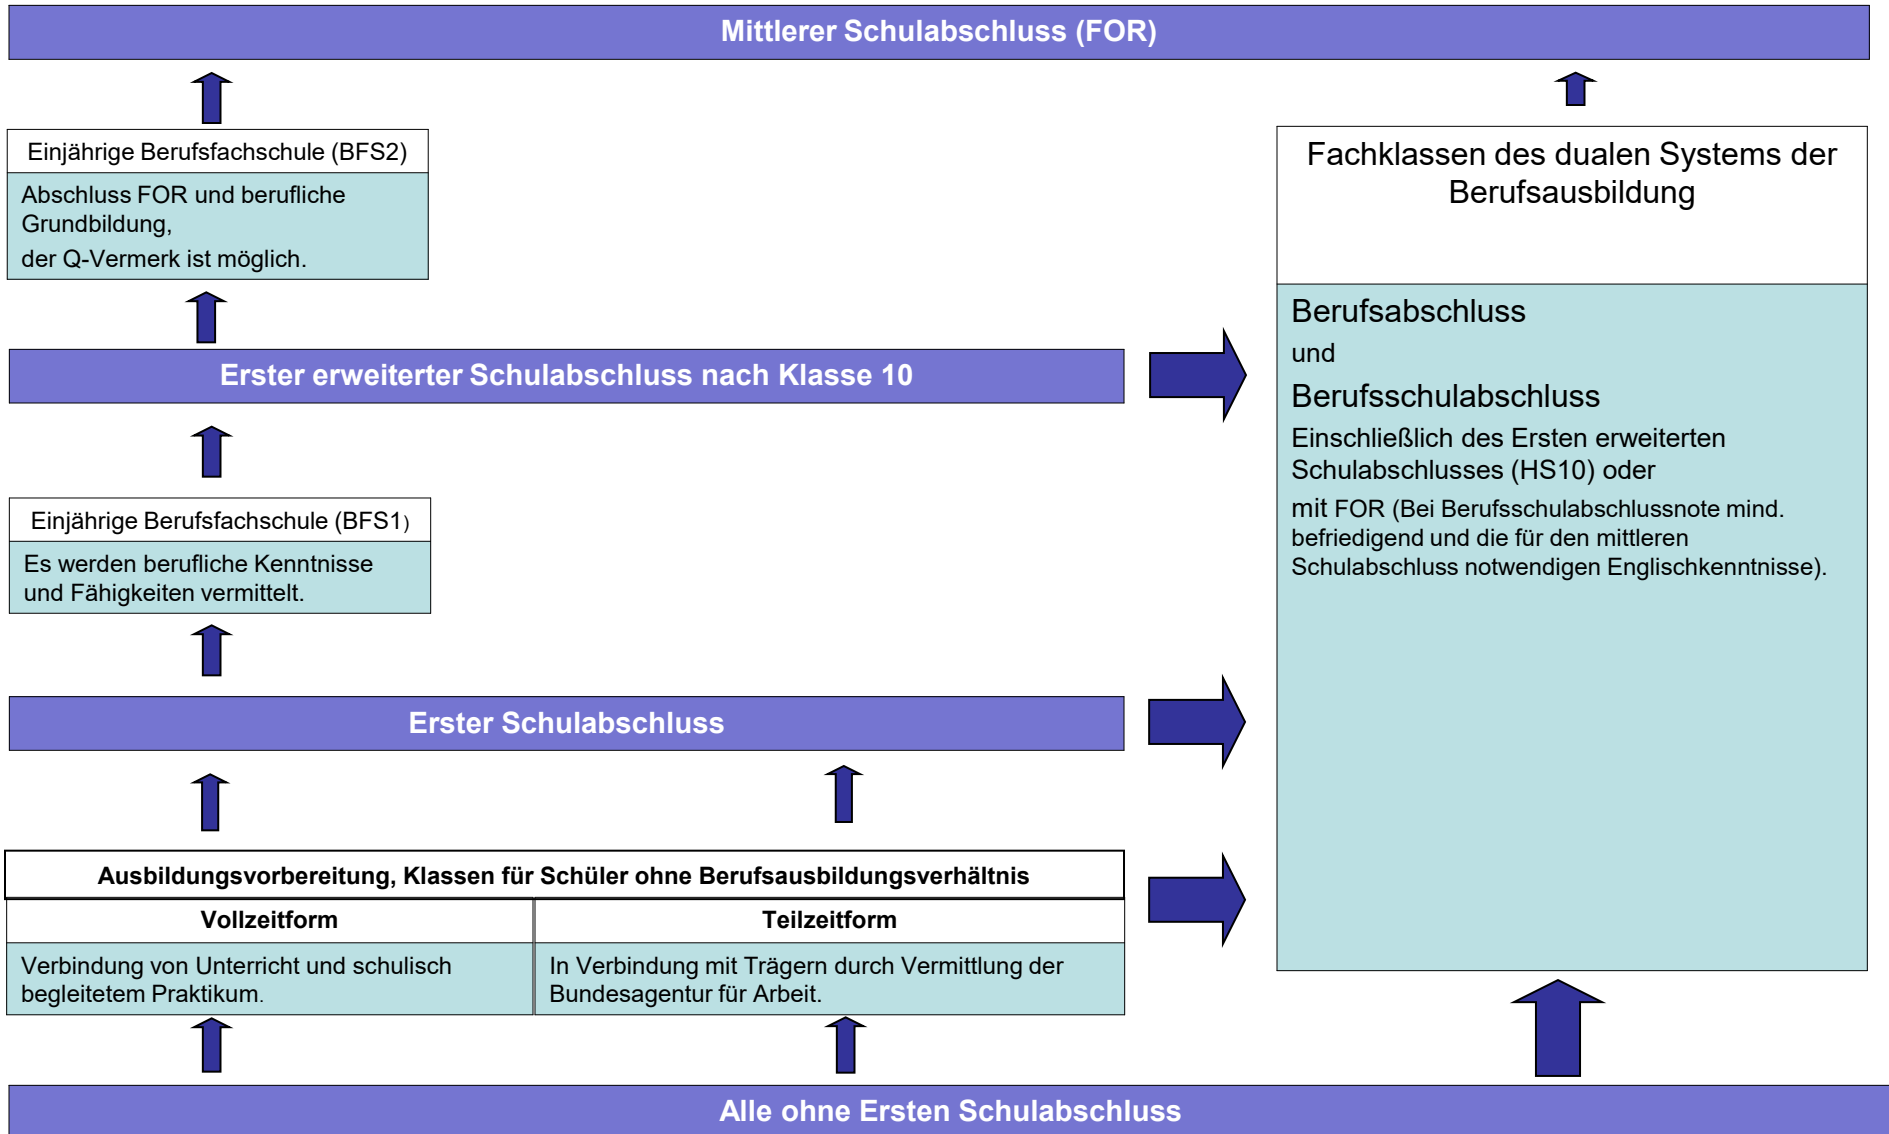 Mittlerer Schulabschluss (FOR)
Einjährige Berufsfachschule (BFS2)
Abschluss FOR und berufliche
Grundbildung,
der Q-Vermerk ist möglich.
Fachklassen des dualen Systems der
Berufsausbildung
Berufsabschluss
und
Berufsschulabschluss
Einschließlich des Ersten erweiterten
Schulabschlusses (HS10) oder
mit FOR (Bei Berufsschulabschlussnote mind.
befriedigend und die für den mittleren
Schulabschluss notwendigen Englischkenntnisse).
Erster erweiterter Schulabschluss nach Klasse 10
Einjährige Berufsfachschule (BFS1)
Es werden berufliche Kenntnisse
und Fähigkeiten vermittelt.
Erster Schulabschluss
Ausbildungsvorbereitung, Klassen für Schüler ohne Berufsausbildungsverhältnis
Vollzeitform
Verbindung von Unterricht und schulisch
begleitetem Praktikum.
Teilzeitform
In Verbindung mit Trägern durch Vermittlung der
Bundesagentur für Arbeit.
Alle ohne Ersten Schulabschluss